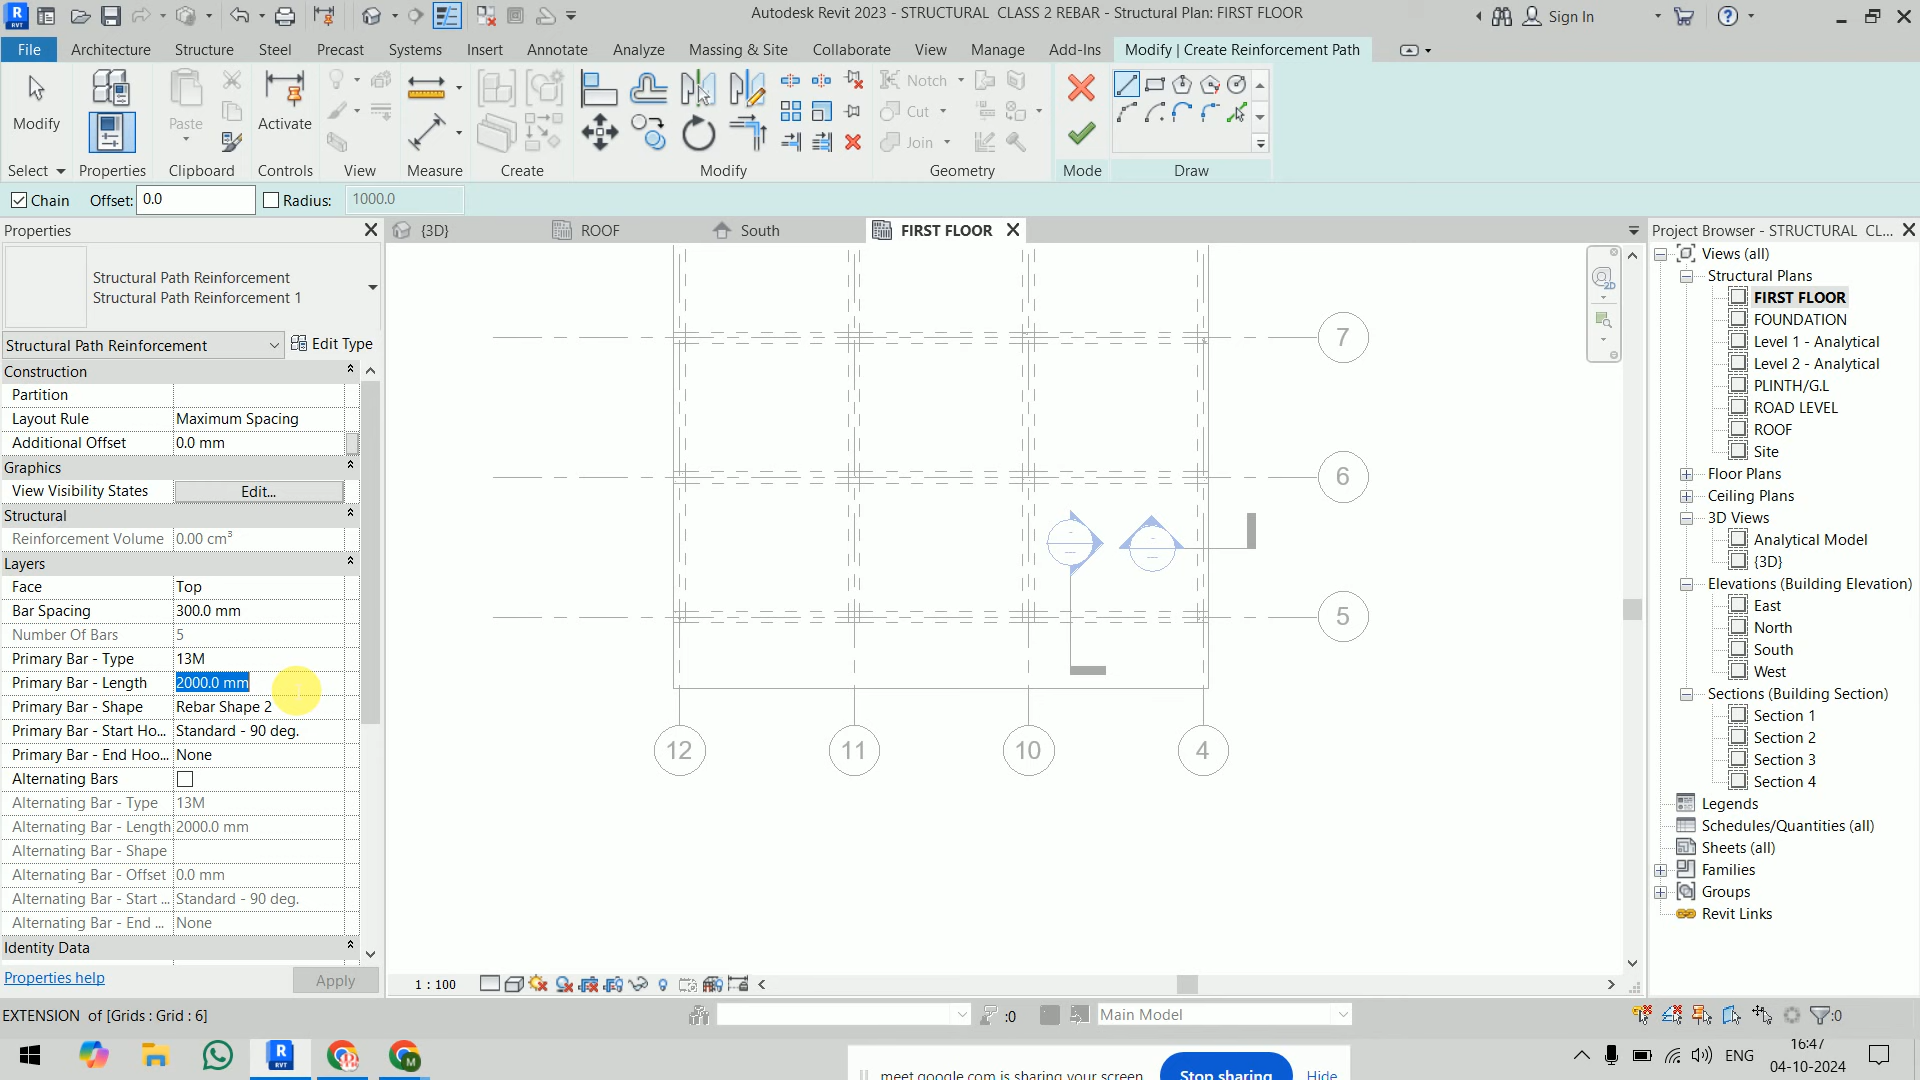 Autodesk Revit 2023 - STRUCTURAL CLASS 2 REBAR - Structural Plan: FIRST FLOOR
Sign In
File Architecture Structure Steel Precast Systems Insert Annotate Analyze Massing & Site Collaborate View Manage Add-Ins Modify | Create Reinforcement Path
Modify Paste Activate Notch Cut Join
Select Properties Clipboard Controls View Measure Create Modify Geometry Mode Draw
Chain Offset: 0.0 Radius: 1000.0
Properties
Structural Path Reinforcement
Structural Path Reinforcement 1
Structural Path Reinforcement Edit Type
Construction
Partition
Layout Rule Maximum Spacing
Additional Offset 0.0 mm
Graphics
View Visibility States Edit...
Structural
Reinforcement Volume 0.00 cm³
Layers
Face Top
Bar Spacing 300.0 mm
Number Of Bars 5
Primary Bar - Type 13M
Primary Bar - Length 2000.0 mm
Primary Bar - Shape Rebar Shape 2
Primary Bar - Start Ho... Standard - 90 deg.
Primary Bar - End Hoo... None
Alternating Bars
Alternating Bar - Type 13M
Alternating Bar - Length 2000.0 mm
Alternating Bar - Shape
Alternating Bar - Offset 0.0 mm
Alternating Bar - Start ... Standard - 90 deg.
Alternating Bar - End ... None
Identity Data
Properties help Apply
{3D} ROOF South FIRST FLOOR
7
6
5
12 11 10 4
2D
1 : 100
Project Browser - STRUCTURAL CL...
Views (all)
Structural Plans
FIRST FLOOR
FOUNDATION
Level 1 - Analytical
Level 2 - Analytical
PLINTH/G.L
ROAD LEVEL
ROOF
Site
Floor Plans
Ceiling Plans
3D Views
Analytical Model
{3D}
Elevations (Building Elevation)
East
North
South
West
Sections (Building Section)
Section 1
Section 2
Section 3
Section 4
Legends
Schedules/Quantities (all)
Sheets (all)
Families
Groups
Revit Links
EXTENSION of [Grids : Grid : 6]
:0 Main Model :0
meet.google.com is sharing your screen. Stop sharing Hide
ENG
16:47
04-10-2024